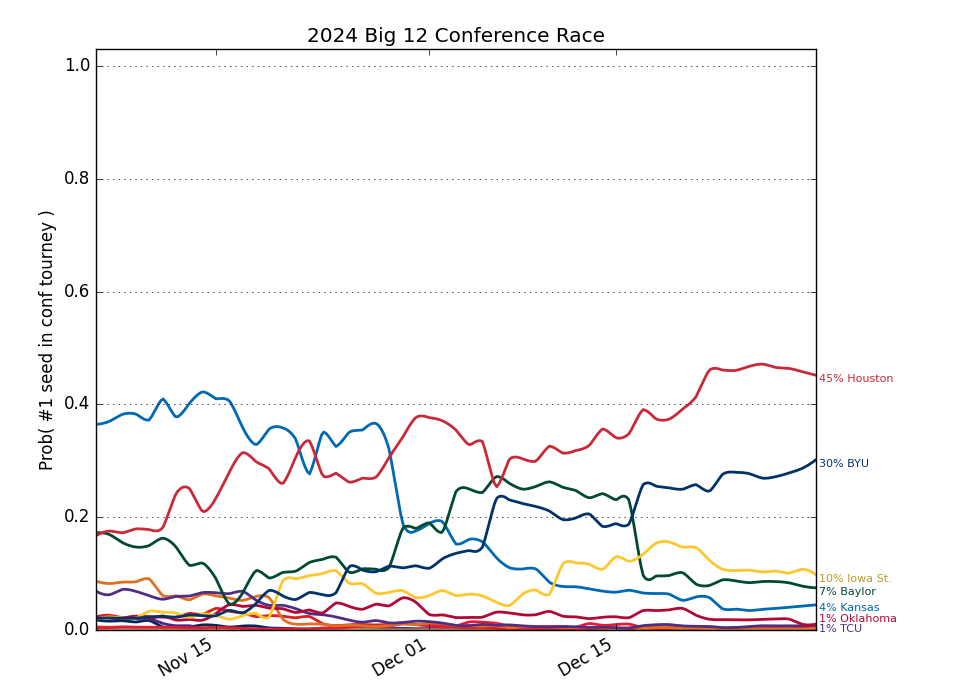 2024 Big 12 Conference Race
Prob( #1 seed in conf tourney )
1.0
0.8
0.6
0.4
0.2
0.0
Nov 15
Dec 01
Dec 15
45% Houston
30% BYU
10% Iowa St.
7% Baylor
4% Kansas
1% Oklahoma
1% TCU